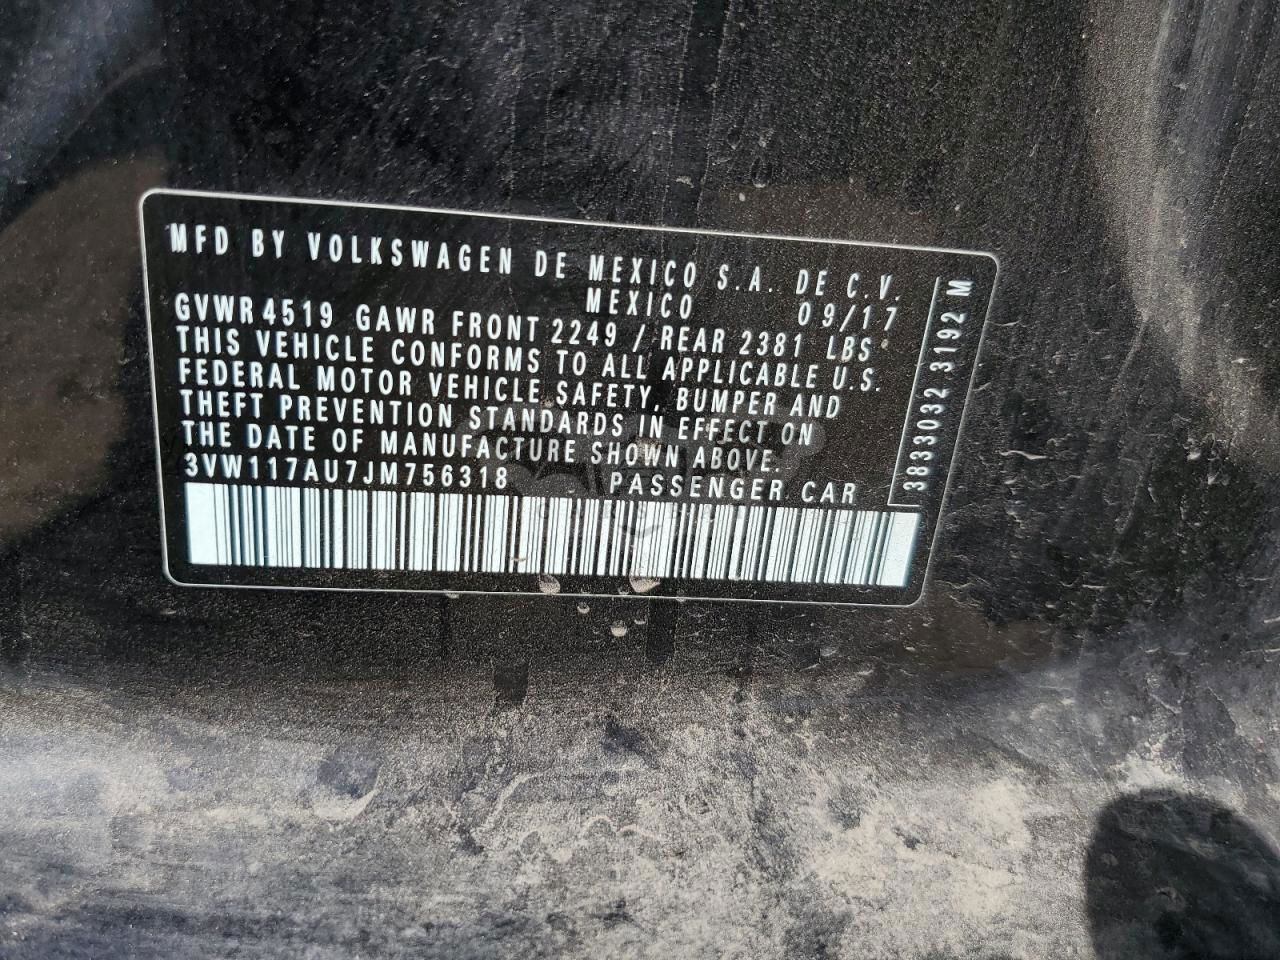 MFD BY VOLKSWAGEN DE MEXICO S.A. DE C.V.
MEXICO 09/17
GVWR 4519 GAWR FRONT 2249 / REAR 2381 LBS
THIS VEHICLE CONFORMS TO ALL APPLICABLE U.S.
FEDERAL MOTOR VEHICLE SAFETY, BUMPER AND
THEFT PREVENTION STANDARDS IN EFFECT ON
THE DATE OF MANUFACTURE SHOWN ABOVE.
3VW117AU7JM756318 PASSENGER CAR
3833032 3192 M